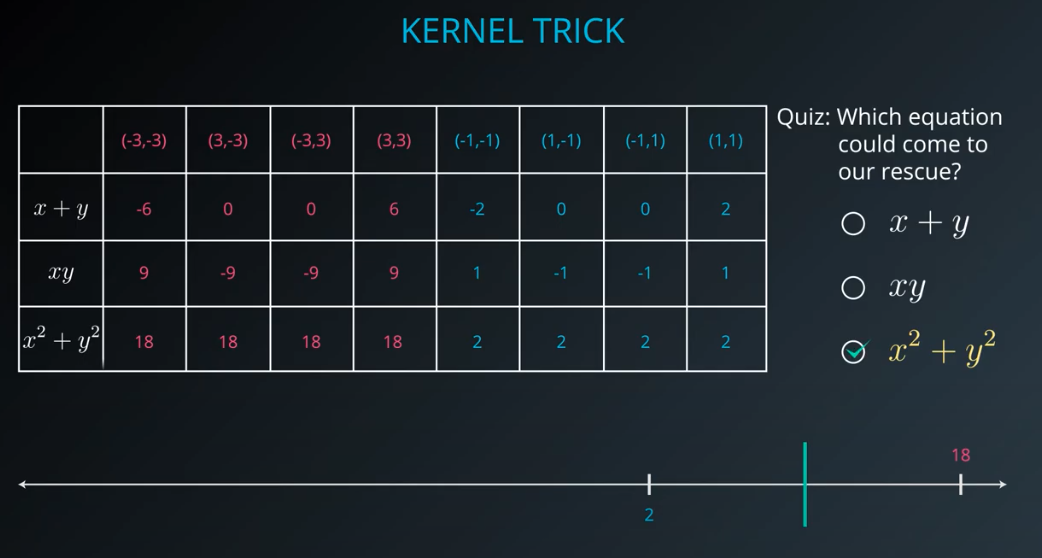 KERNEL TRICK
(-3,-3) (3,-3) (-3,3) (3,3) (-1,-1) (1,-1) (-1,1) (1,1)
x + y -6 0 0 6 -2 0 0 2
xy 9 -9 -9 9 1 -1 -1 1
x² + y² 18 18 18 18 2 2 2 2
Quiz: Which equation
could come to
our rescue?
x + y
xy
x² + y²
18
2